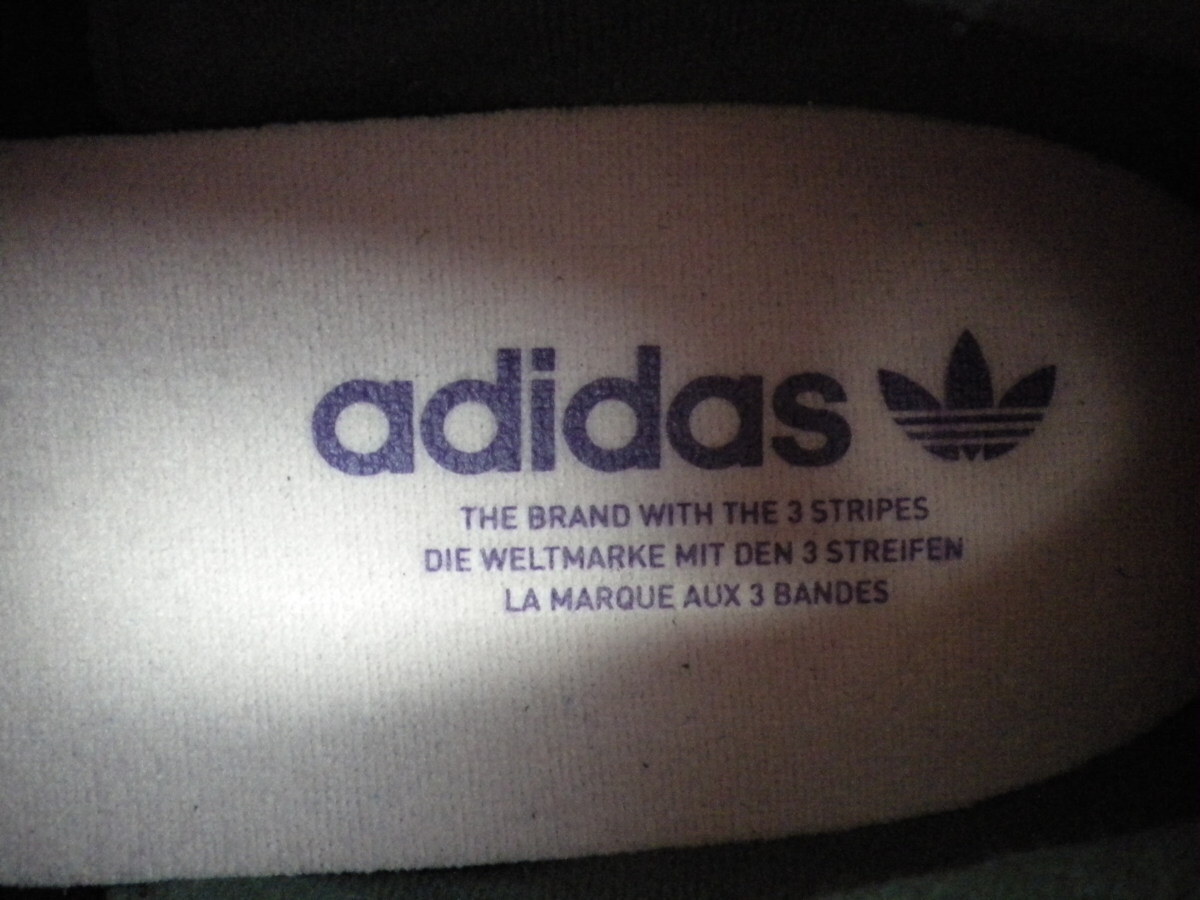 adidas
THE BRAND WITH THE 3 STRIPES
DIE WELTMARKE MIT DEN 3 STREIFEN
LA MARQUE AUX 3 BANDES